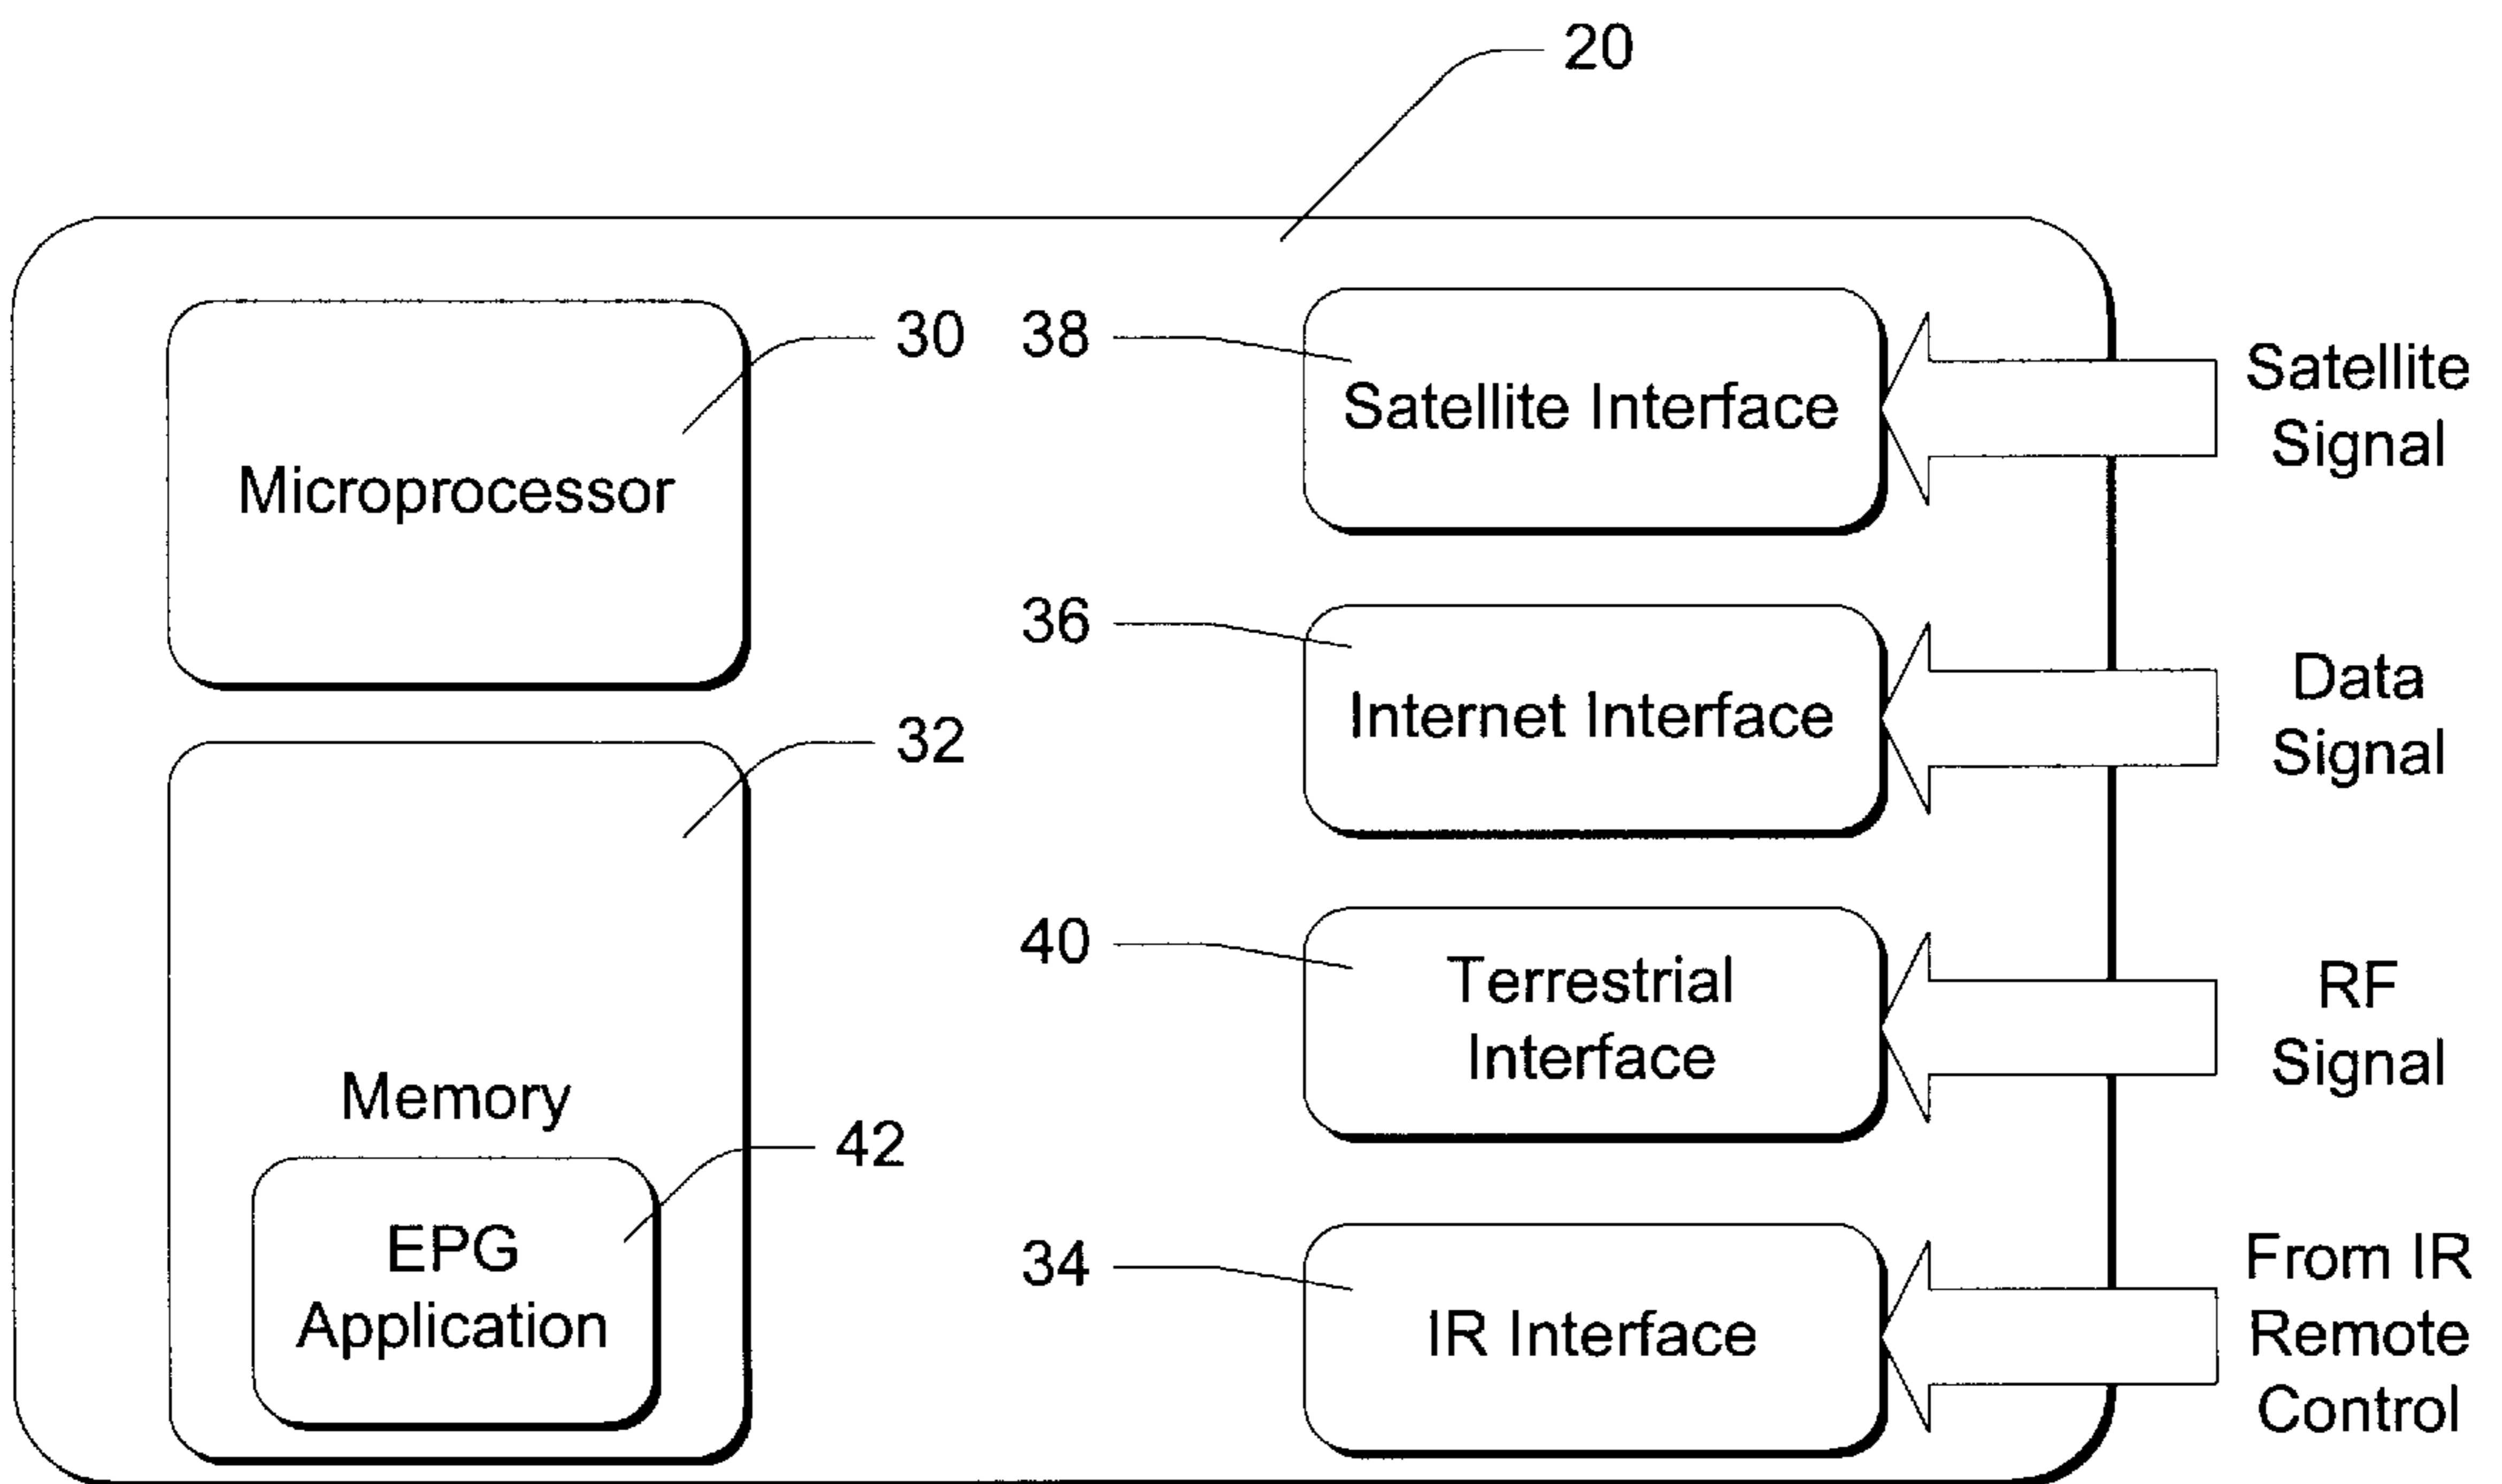 20
30
38
Satellite Interface
Satellite
Signal
Microprocessor
36
Internet Interface
Data
Signal
32
40
Terrestrial
Interface
RF
Signal
Memory
42
EPG
Application
34
IR Interface
From IR
Remote
Control